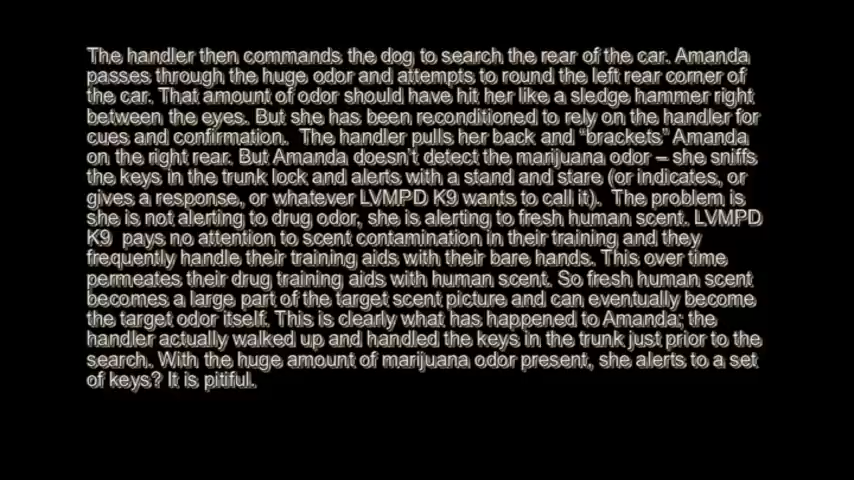 The handler then commands the dog to search the rear of the car. Amanda
passes through the huge odor and attempts to round the left rear corner of
the car. That amount of odor should have hit her like a sledge hammer right
between the eyes. But she has been reconditioned to rely on the handler for
cues and confirmation.  The handler pulls her back and “brackets” Amanda
on the right rear. But Amanda doesn’t detect the marijuana odor – she sniffs
the keys in the trunk lock and alerts with a stand and stare (or indicates, or
gives a response, or whatever LVMPD K9 wants to call it).  The problem is
she is not alerting to drug odor, she is alerting to fresh human scent. LVMPD
K9  pays no attention to scent contamination in their training and they
frequently handle their training aids with their bare hands. This over time
permeates their drug training aids with human scent. So fresh human scent
becomes a large part of the target scent picture and can eventually become
the target odor itself. This is clearly what has happened to Amanda; the
handler actually walked up and handled the keys in the trunk just prior to the
search. With the huge amount of marijuana odor present, she alerts to a set
of keys? It is pitiful.